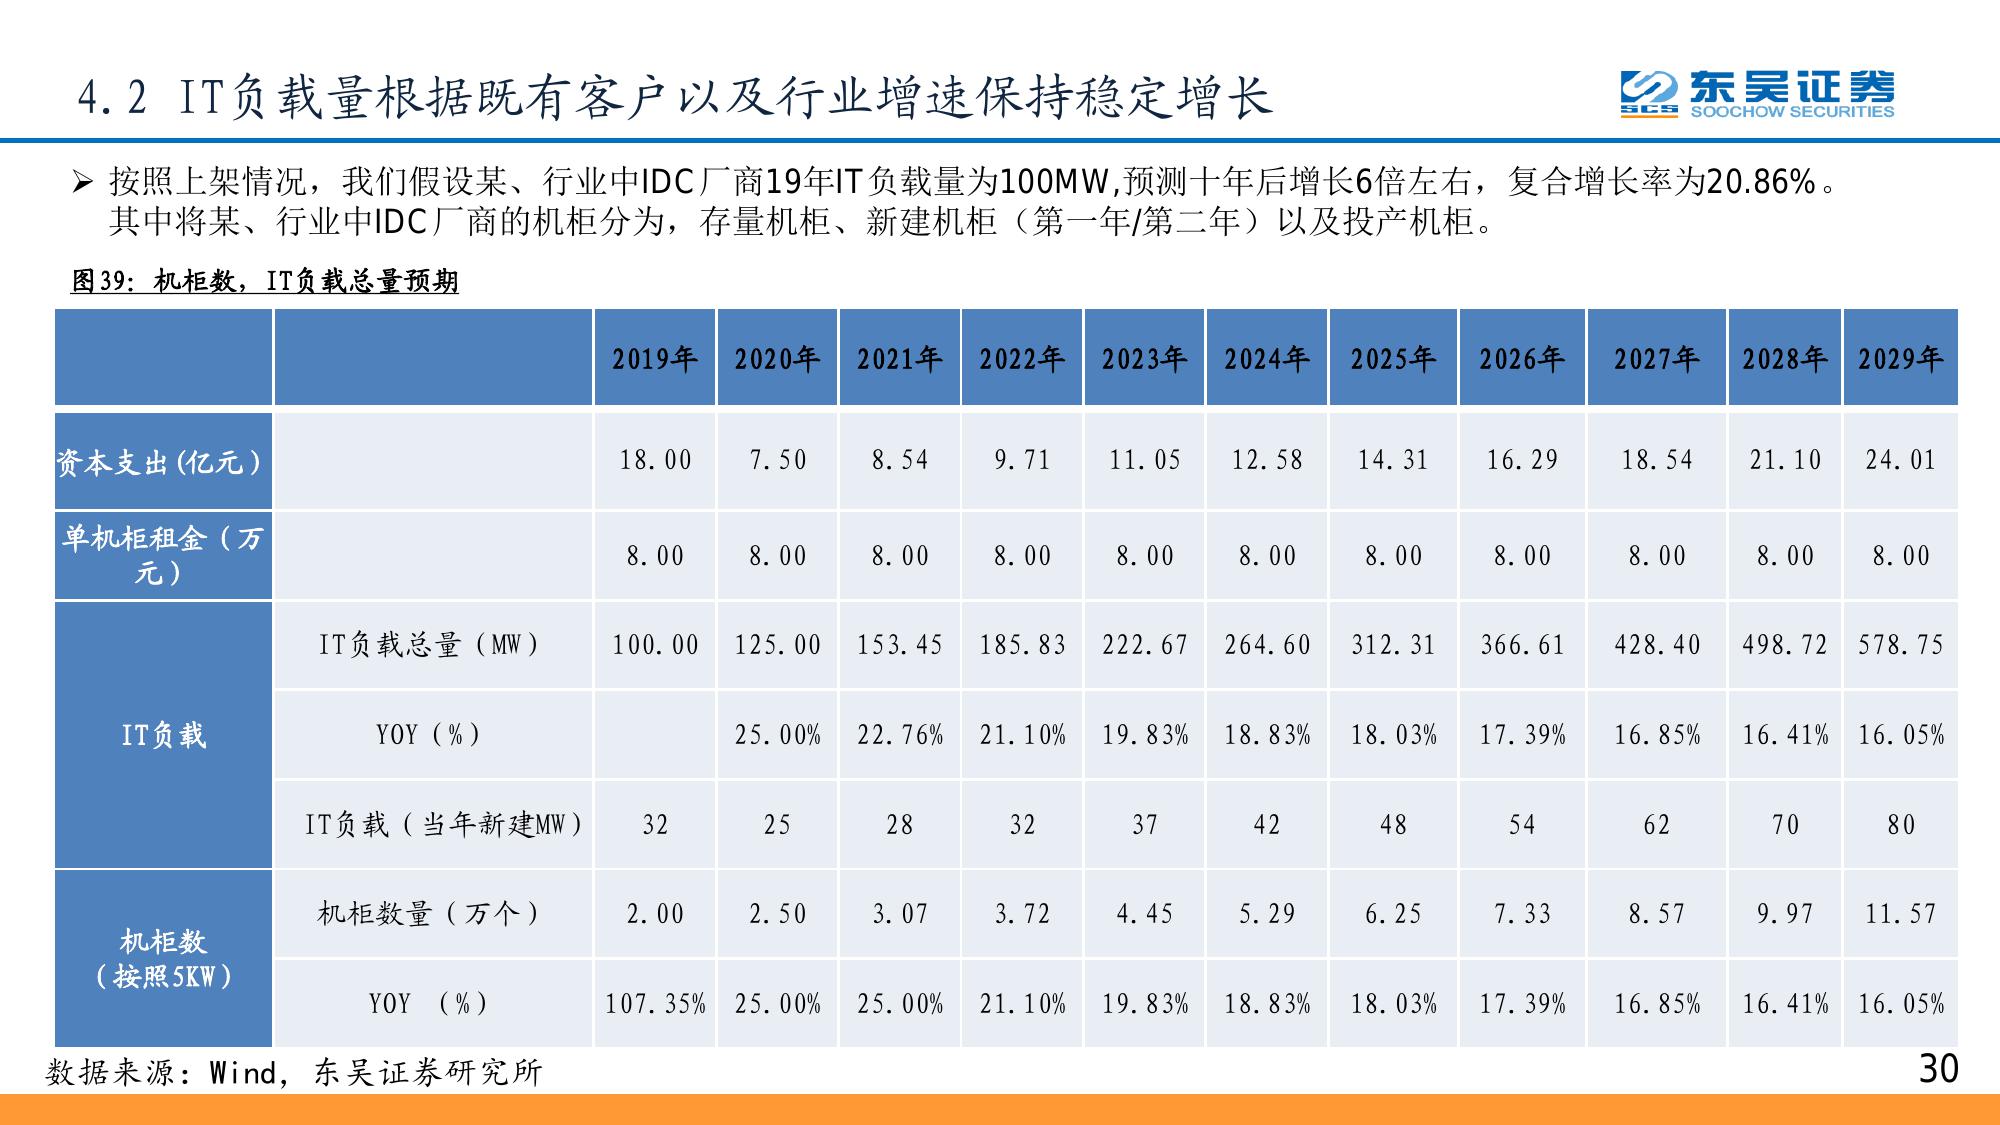 4.2 IT负载量根据既有客户以及行业增速保持稳定增长
东吴证券
SCS SOOCHOW SECURITIES
➢ 按照上架情况，我们假设某、行业中IDC厂商19年IT负载量为100MW,预测十年后增长6倍左右，复合增长率为20.86%。
其中将某、行业中IDC厂商的机柜分为，存量机柜、新建机柜（第一年/第二年）以及投产机柜。
图39：机柜数，IT负载总量预期
2019年 2020年 2021年 2022年 2023年 2024年 2025年 2026年 2027年 2028年 2029年
资本支出(亿元） 18.00 7.50 8.54 9.71 11.05 12.58 14.31 16.29 18.54 21.10 24.01
单机柜租金（万
元） 8.00 8.00 8.00 8.00 8.00 8.00 8.00 8.00 8.00 8.00 8.00
IT负载总量（MW） 100.00 125.00 153.45 185.83 222.67 264.60 312.31 366.61 428.40 498.72 578.75
IT负载 YOY（%） 25.00% 22.76% 21.10% 19.83% 18.83% 18.03% 17.39% 16.85% 16.41% 16.05%
IT负载（当年新建MW） 32 25 28 32 37 42 48 54 62 70 80
机柜数量（万个） 2.00 2.50 3.07 3.72 4.45 5.29 6.25 7.33 8.57 9.97 11.57
机柜数
（按照5KW）
YOY （%） 107.35% 25.00% 25.00% 21.10% 19.83% 18.83% 18.03% 17.39% 16.85% 16.41% 16.05%
数据来源：Wind，东吴证券研究所
30